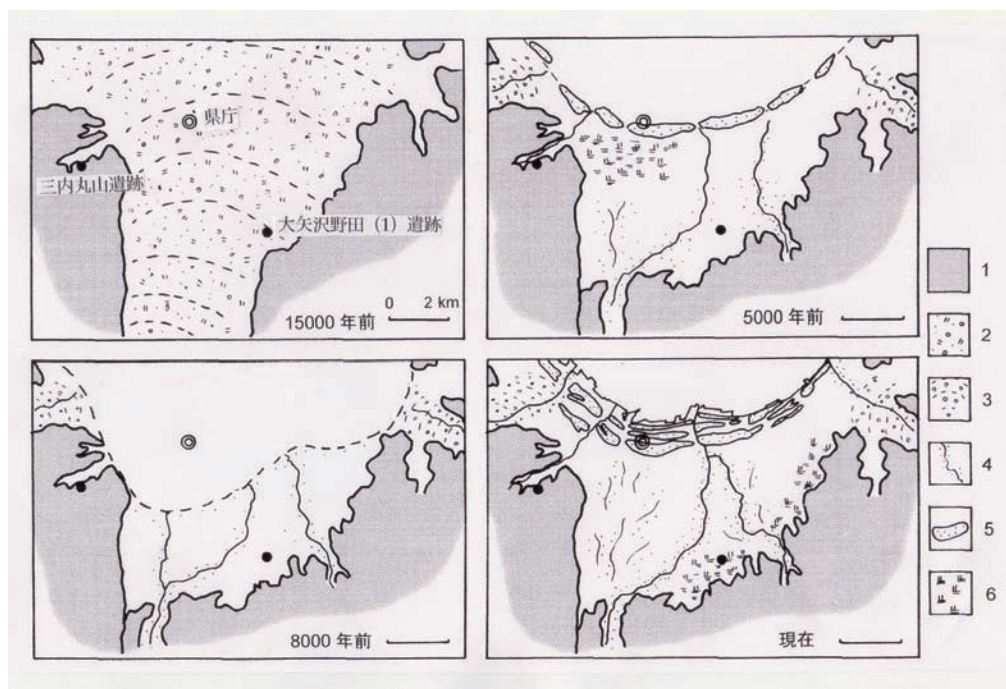 県庁
三内丸山遺跡
大矢沢野田（1）遺跡
0 2 km
15000 年前
5000 年前
8000 年前
現在
1
2
3
4
5
6